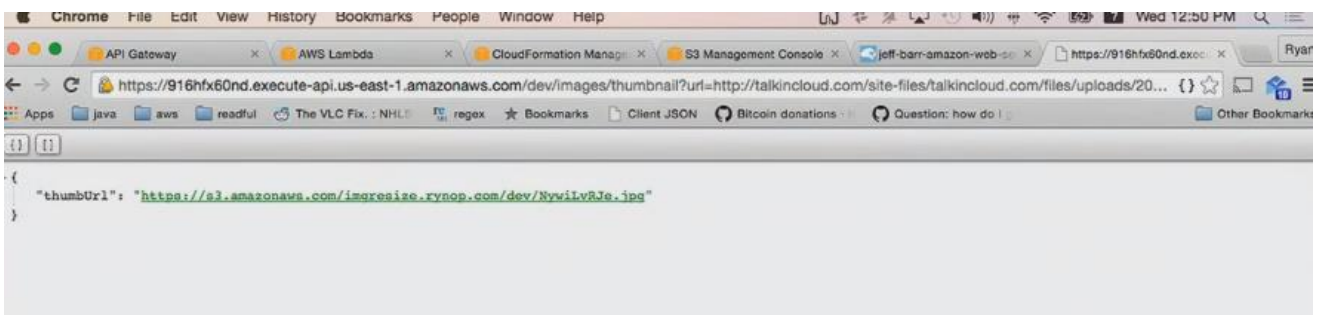 Chrome File Edit View History Bookmarks People Window Help Wed 12:50 PM
API Gateway AWS Lambda CloudFormation Manage S3 Management Console jeff-barr-amazon-web-se https://916hfx60nd.exec Ryan
https://916hfx60nd.execute-api.us-east-1.amazonaws.com/dev/images/thumbnail?url=http://talkincloud.com/site-files/talkincloud.com/files/uploads/20... {}
Apps java aws readful The VLC Fix. : NHL regex Bookmarks Client JSON Bitcoin donations - Question: how do I Other Bookmarks
{} []
{
"thumbUrl": "https://s3.amazonaws.com/imgresize.rynop.com/dev/NywiLvRJe.jpg"
}